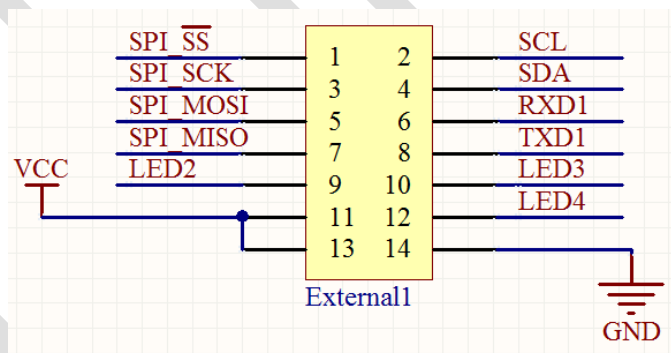 SPI_SS
SCL
1
2
SPI_SCK
SDA
3
4
SPI_MOSI
RXD1
5
6
SPI_MISO
TXD1
7
8
VCC
LED2
LED3
9
10
LED4
11
12
13
14
External1
GND